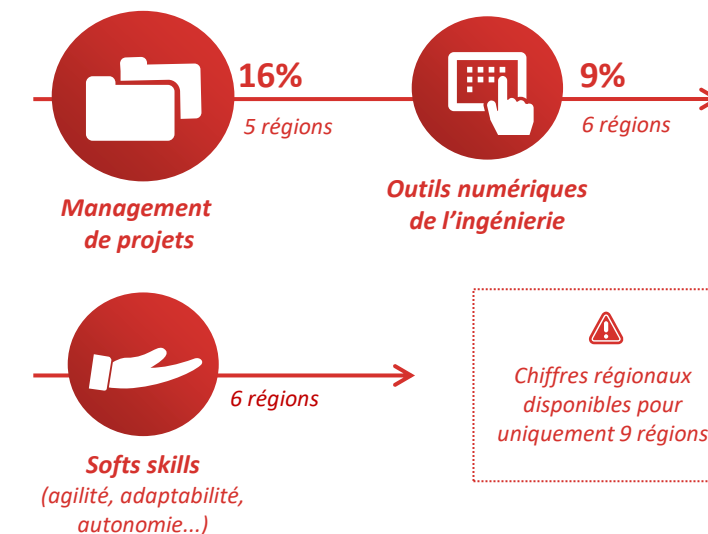 16%
5 régions
Management
de projets
9%
6 régions
Outils numériques
de l'ingénierie
6 régions
Softs skills
(agilité, adaptabilité,
autonomie...)
Chiffres régionaux
disponibles pour
uniquement 9 régions